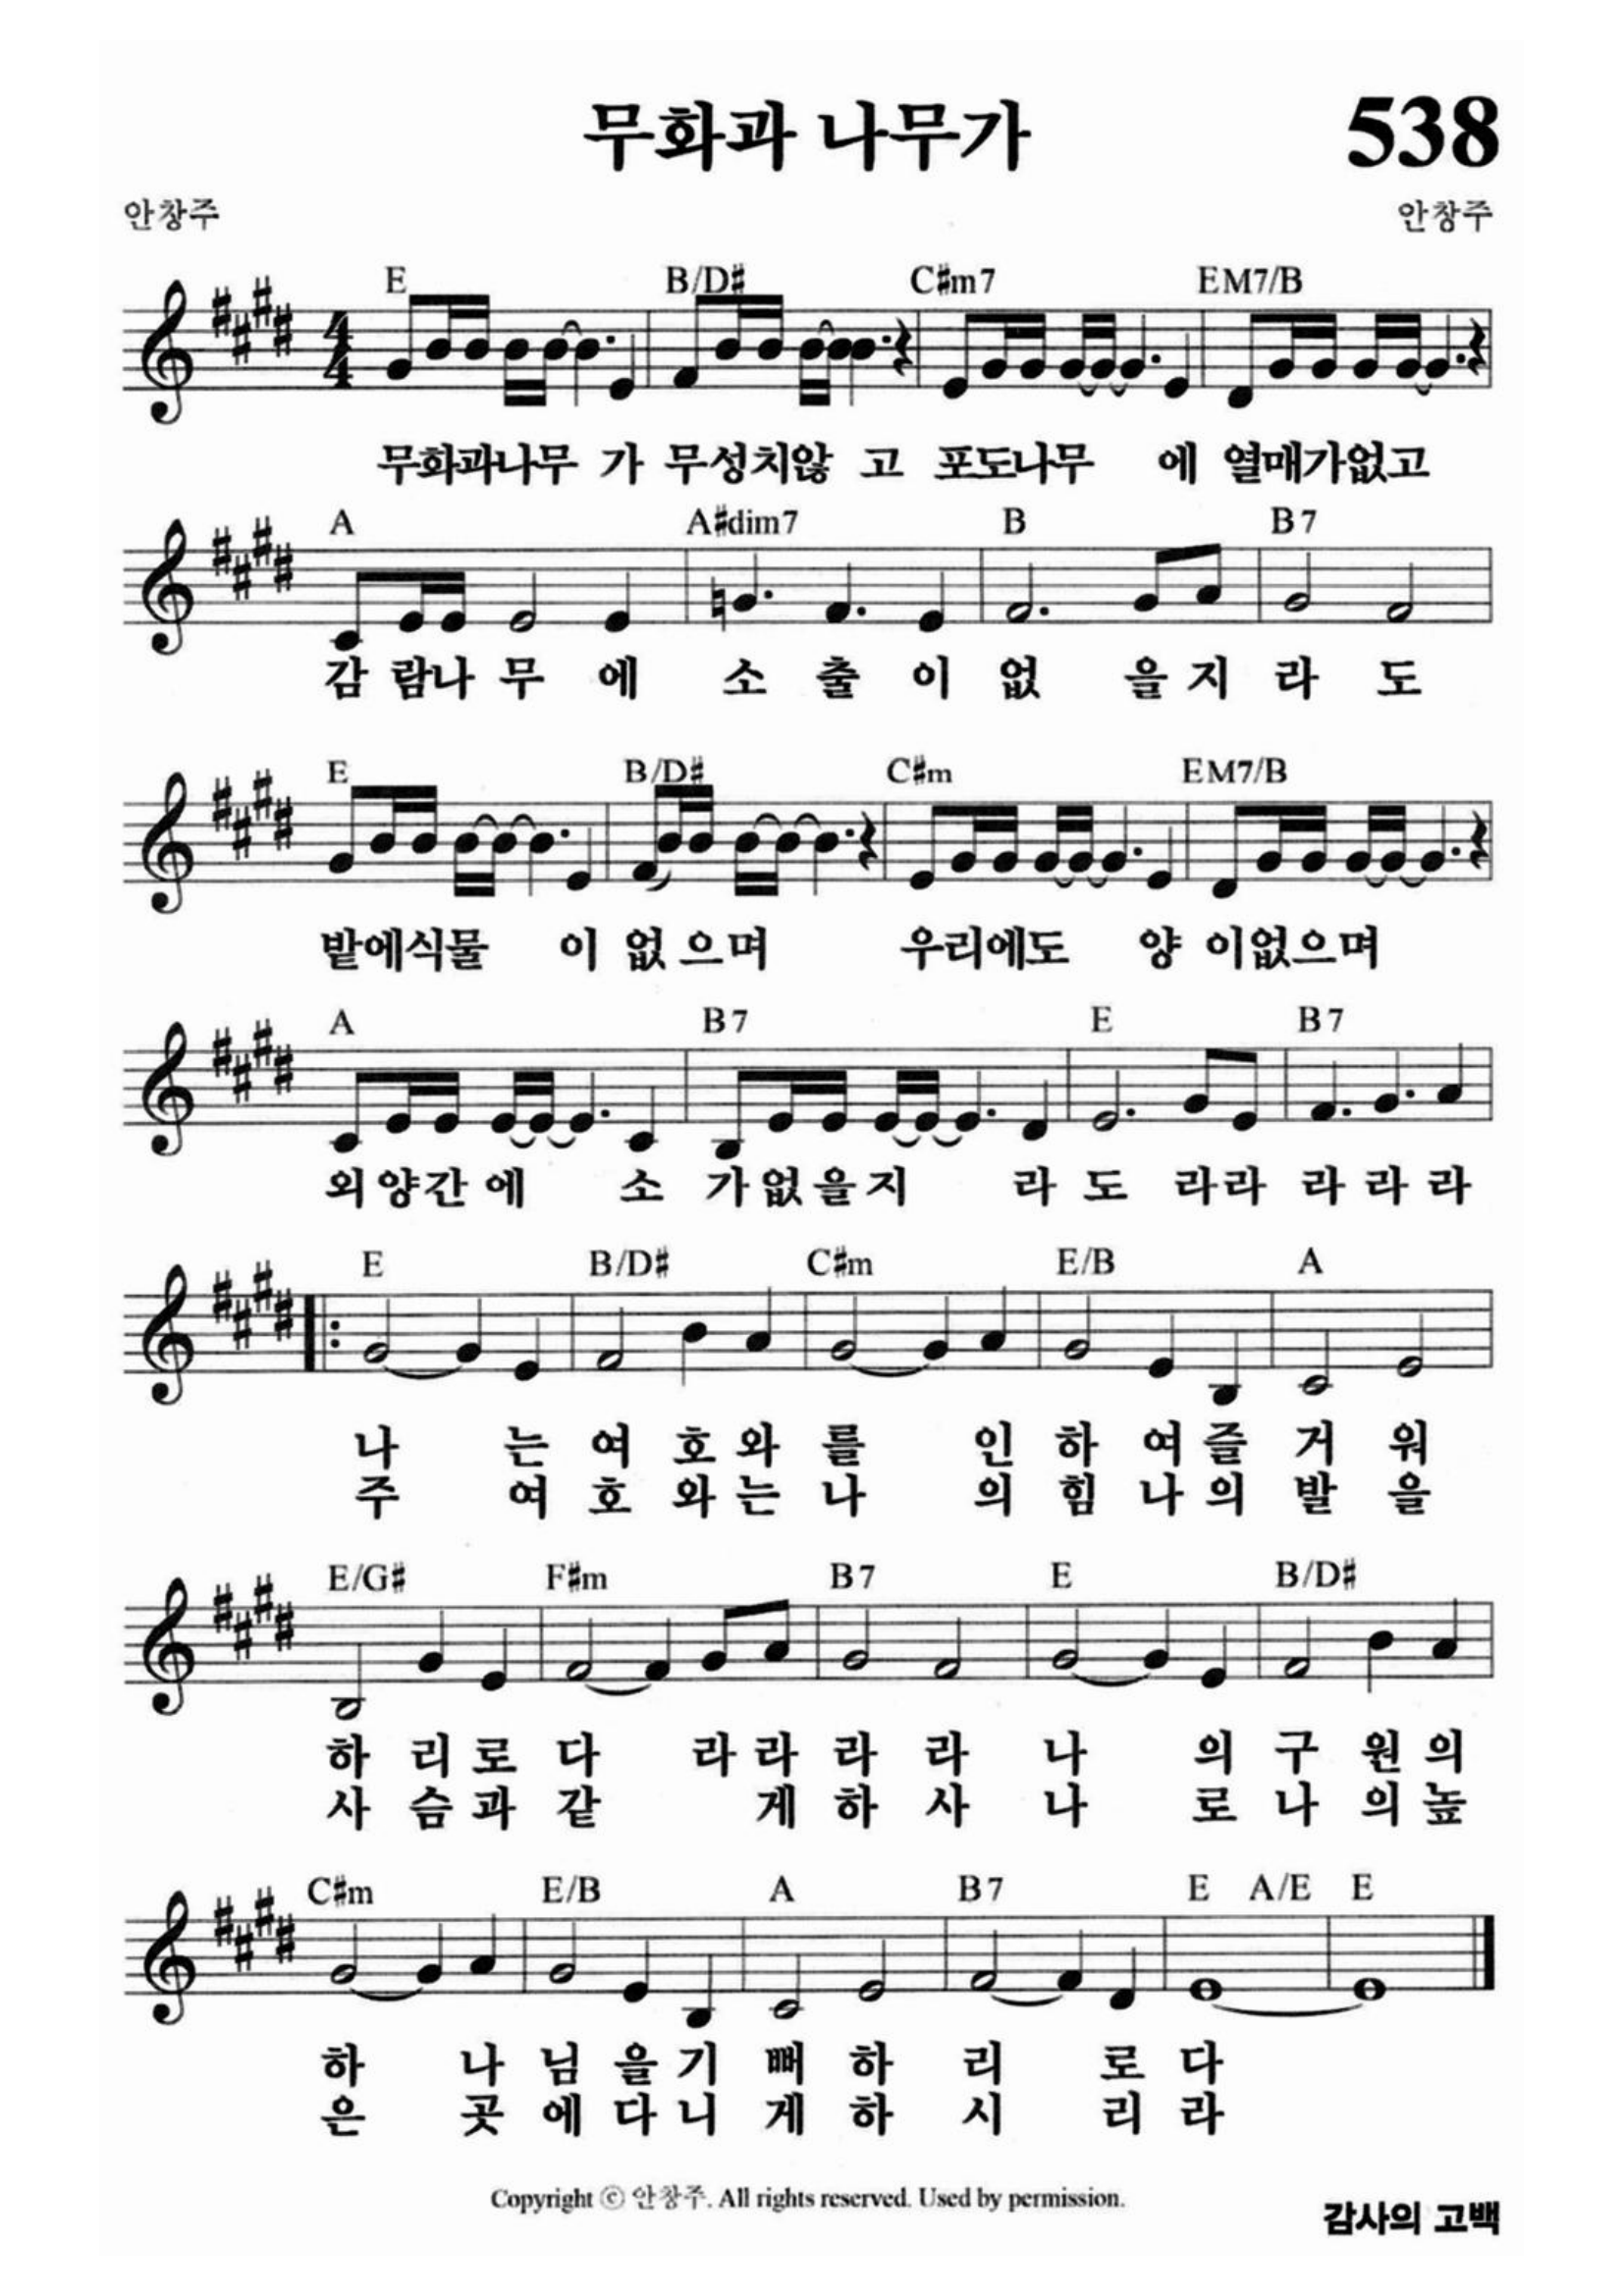 무화과 나무가 538
안창주 안창주
E B/D# C#m7 EM7/B
4
4
무화과나무 가 무성치않 고 포도나무 에 열매가없고
A A#dim7 B B7
감 람나 무 에 소 출 이 없 을 지 라 도
E B/D# C#m EM7/B
밭에식물 이 없 으며 우리에도 양 이없으며
A B7 E B7
외 양간 에 소 가없을지 라 도 라라 라 라 라
E B/D# C#m E/B A
나 는 여 호 와 를 인 하 여 즐 거 워
주 여 호 와 는 나 의 힘 나 의 발 을
E/G# F#m B7 E B/D#
하 리 로 다 라 라 라 라 나 의 구 원 의
사 슴 과 같 게 하 사 나 로 나 의 높
C#m E/B A B7 E A/E E
하 나 님 을 기 뻐 하 리 로 다
은 곳 에 다 니 게 하 시 리 라
Copyright ⓒ 안창주. All rights reserved. Used by permission.
감사의 고백